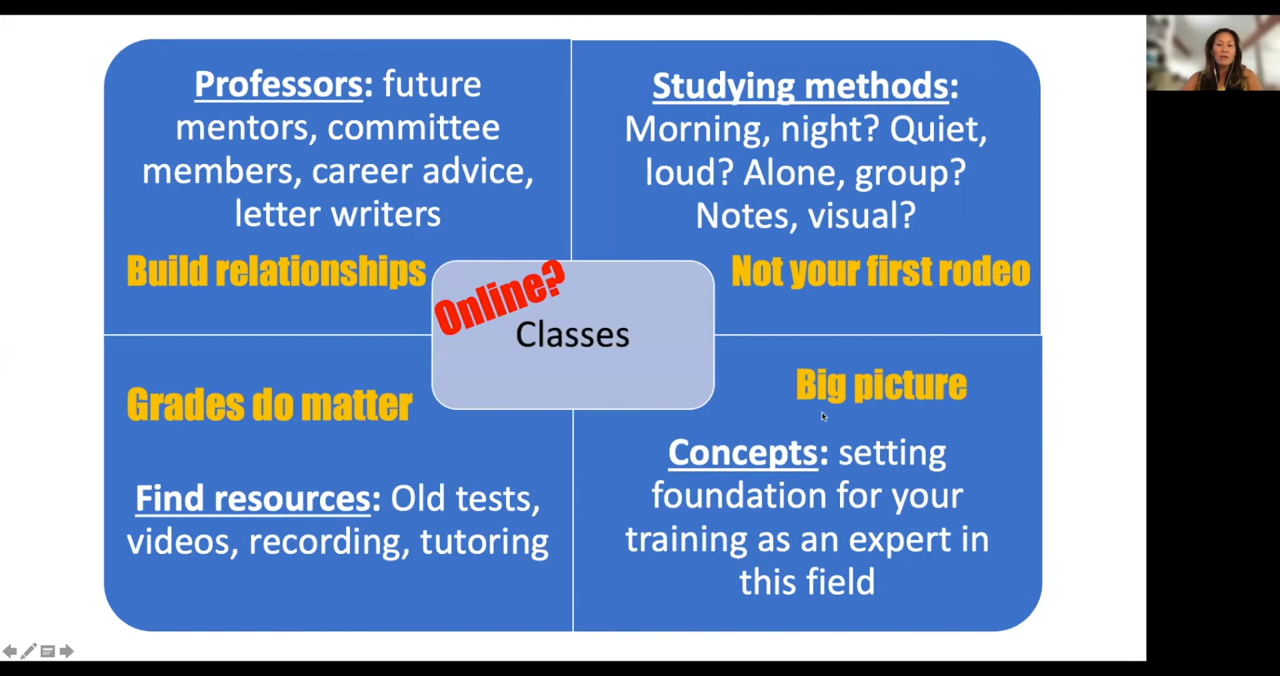 Professors: future
mentors, committee
members, career advice,
letter writers
Build relationships
Studying methods:
Morning, night? Quiet,
loud? Alone, group?
Notes, visual?
Not your first rodeo
Online?
Classes
Grades do matter
Find resources: Old tests,
videos, recording, tutoring
Big picture
Concepts: setting
foundation for your
training as an expert in
this field